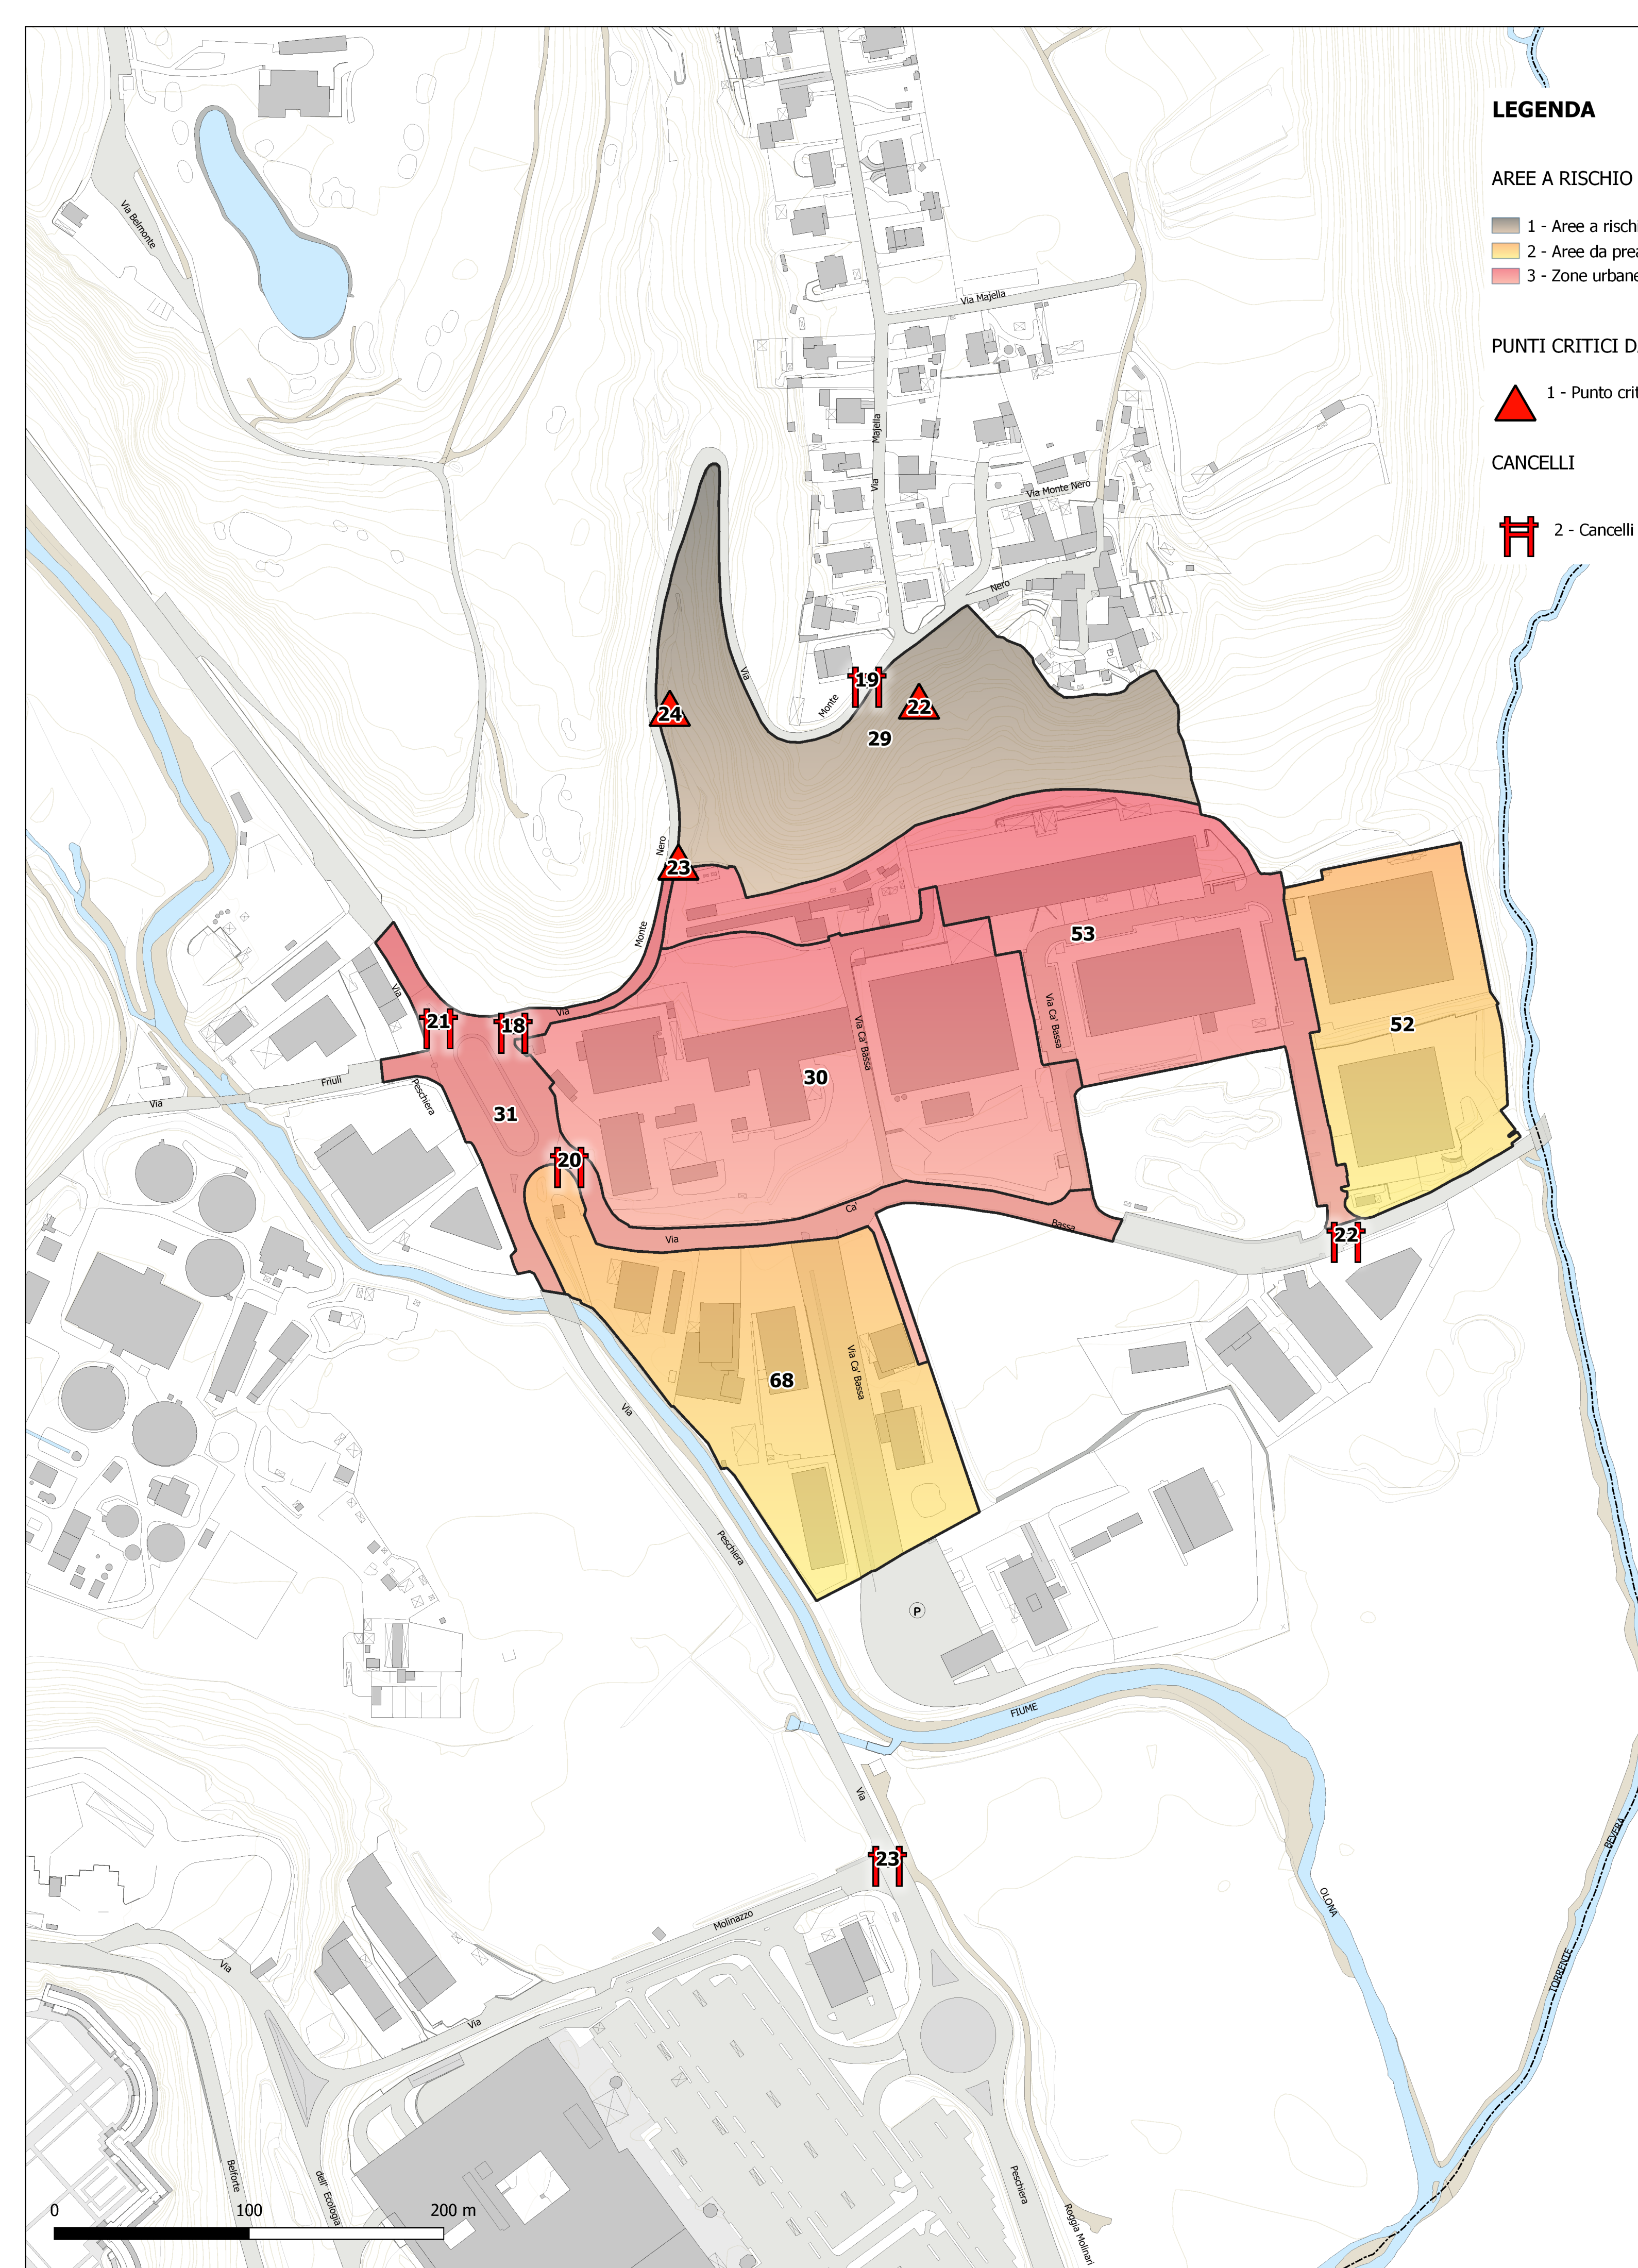 LEGENDA
AREE A RISCHIO
1 - Aree a risch
2 - Aree da prea
3 - Zone urbane
PUNTI CRITICI D
1 - Punto crit
CANCELLI
2 - Cancelli
Via Belmonte
Via Majella
Majella
Via
Via Monte Nero
Nero
Via
Monte
19
22
24
29
Nero
23
Monte
53
Via
21
18
Via
52
Via Ca' Bassa
Via Ca' Bassa
30
Friuli
Via
Peschiera
31
20
Ca'
Via
Bassa
22
68
Via Ca' Bassa
Via
Peschiera
P
FIUME
Via
23
Molinazzo
Via
Via
OLONA
BEVERA
TORRENTE
Belforte
dell' Ecologia
Peschiera
Roggia Molinari
0 100 200 m